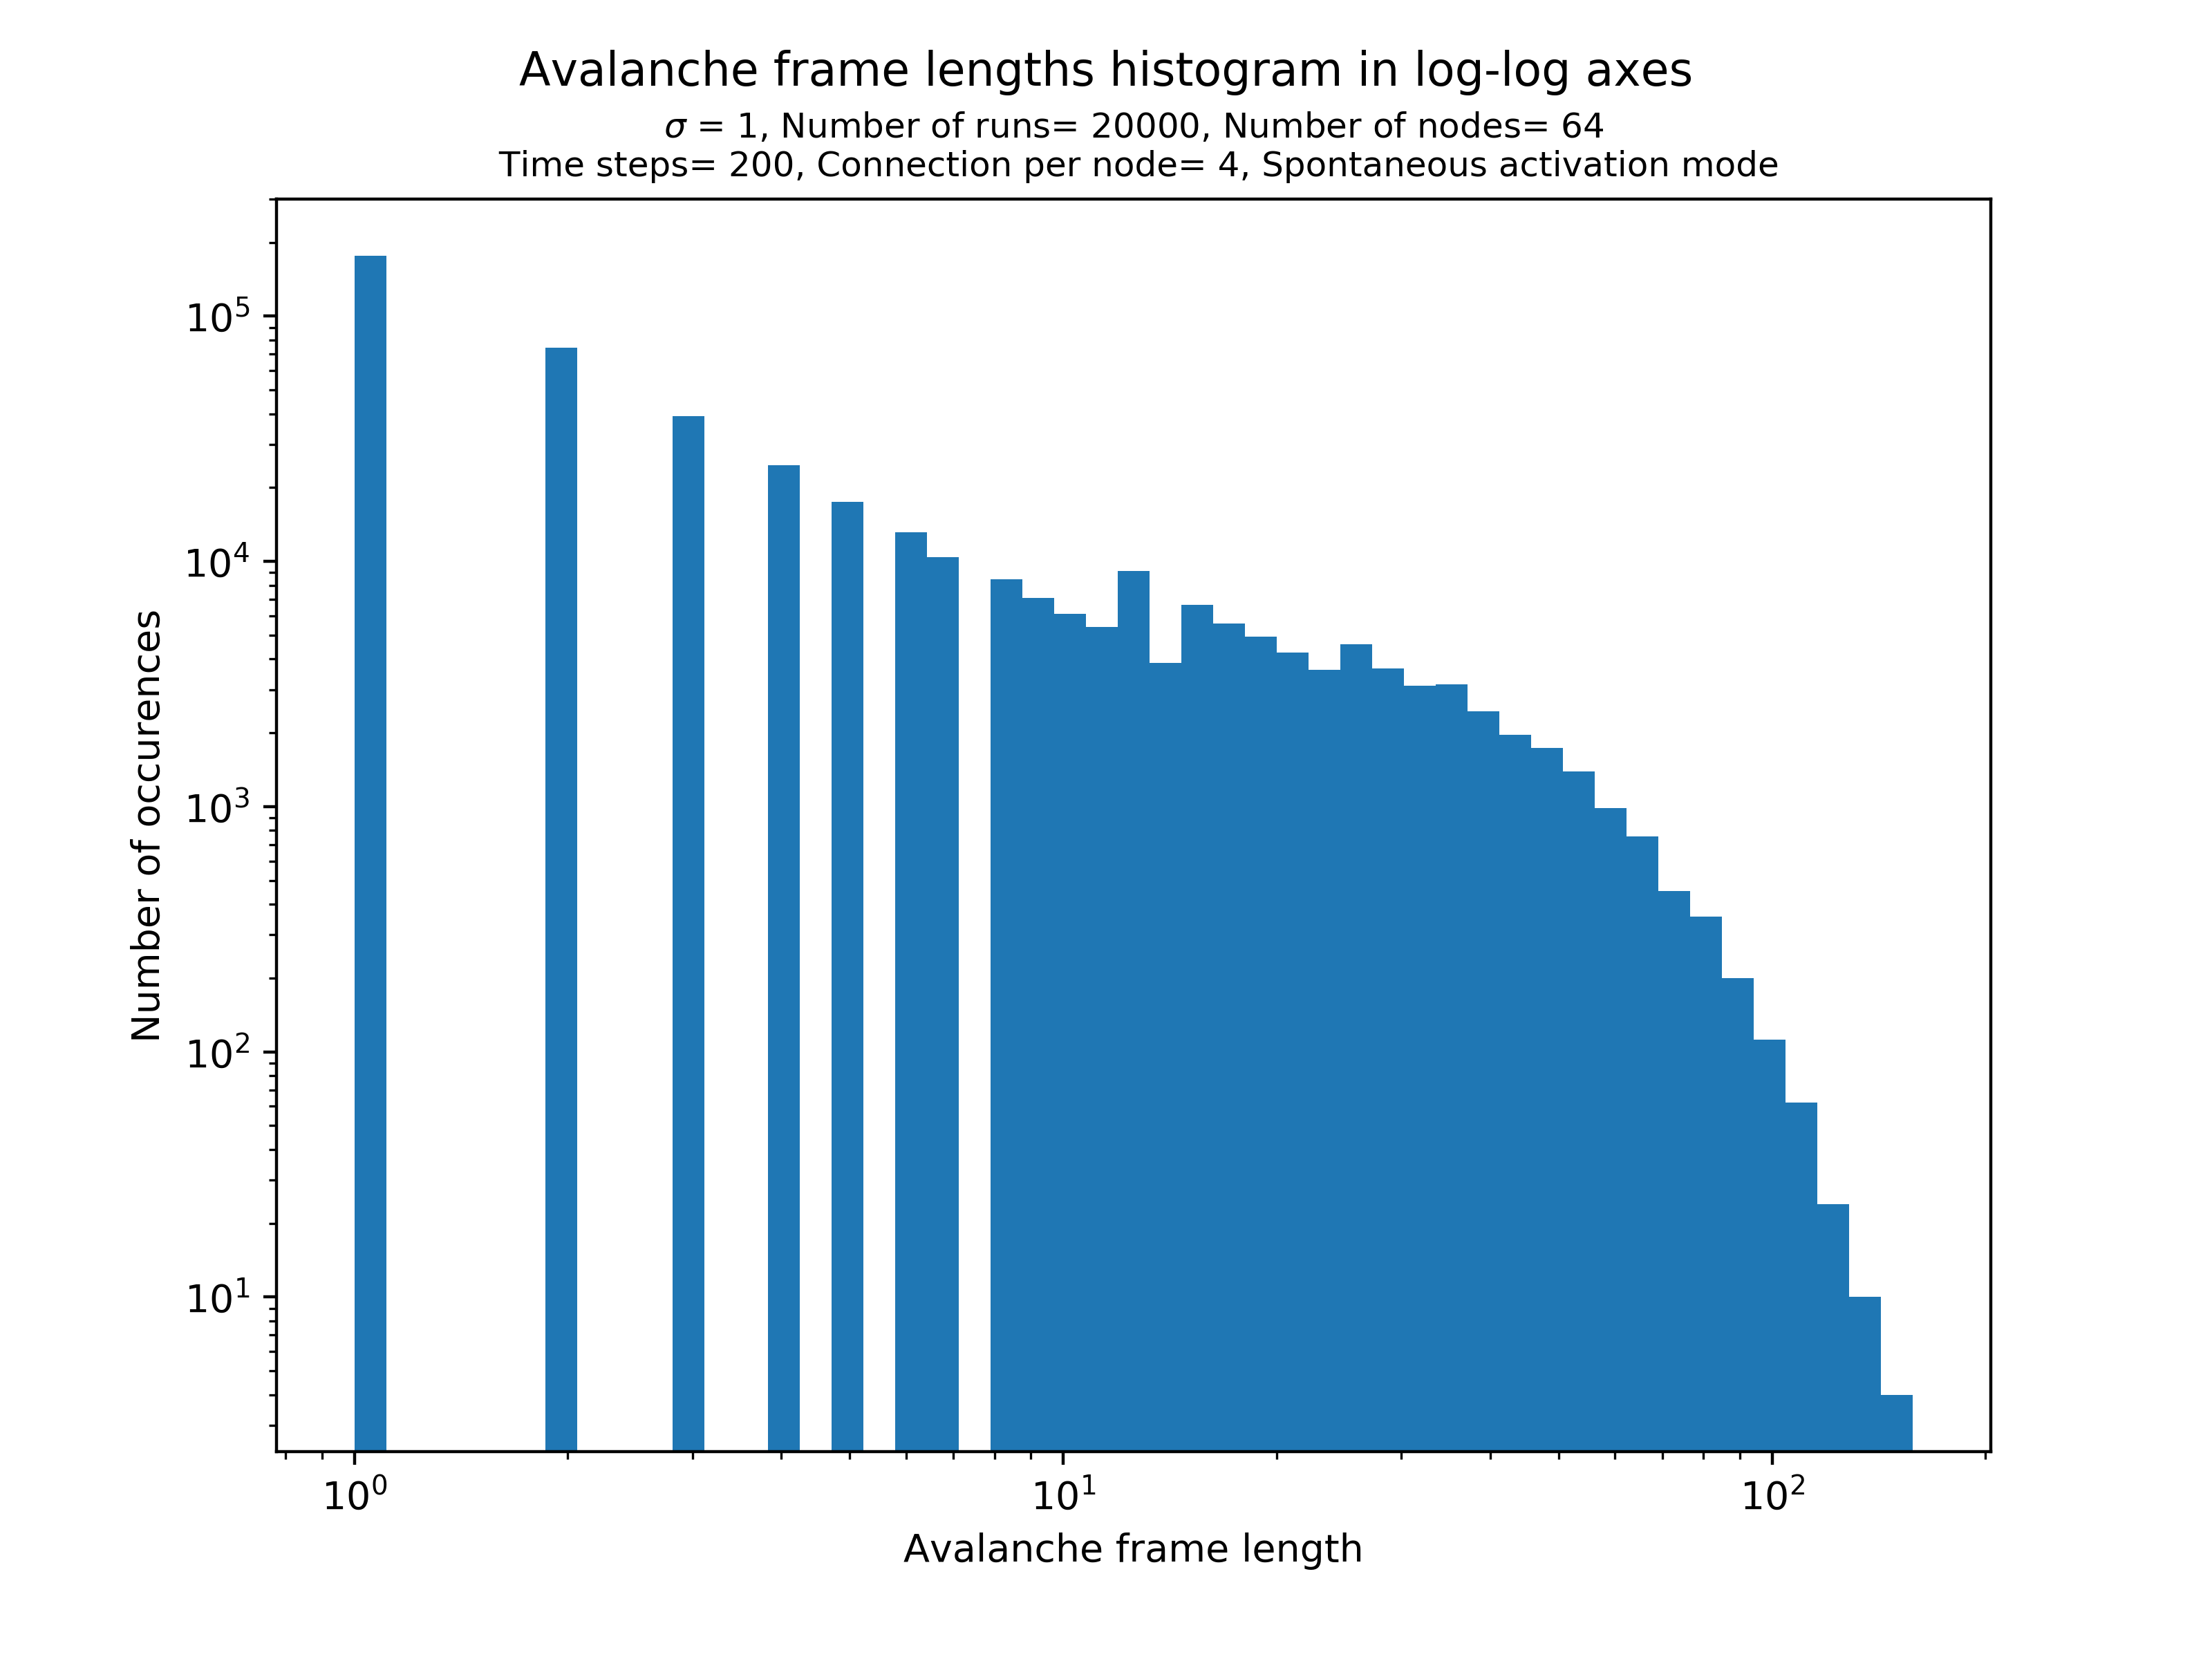 Avalanche frame lengths histogram in log-log axes
σ = 1, Number of runs= 20000, Number of nodes= 64
Time steps= 200, Connection per node= 4, Spontaneous activation mode
Number of occurences
10⁵
10⁴
10³
10²
10¹
10⁰ 10¹ 10²
Avalanche frame length